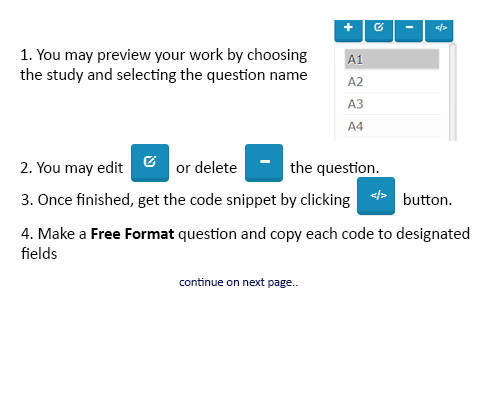 1. You may preview your work by choosing
the study and selecting the question name
A1
A2
A3
A4
2. You may edit or delete the question.
3. Once finished, get the code snippet by clicking </> button.
4. Make a Free Format question and copy each code to designated
fields
continue on next page..